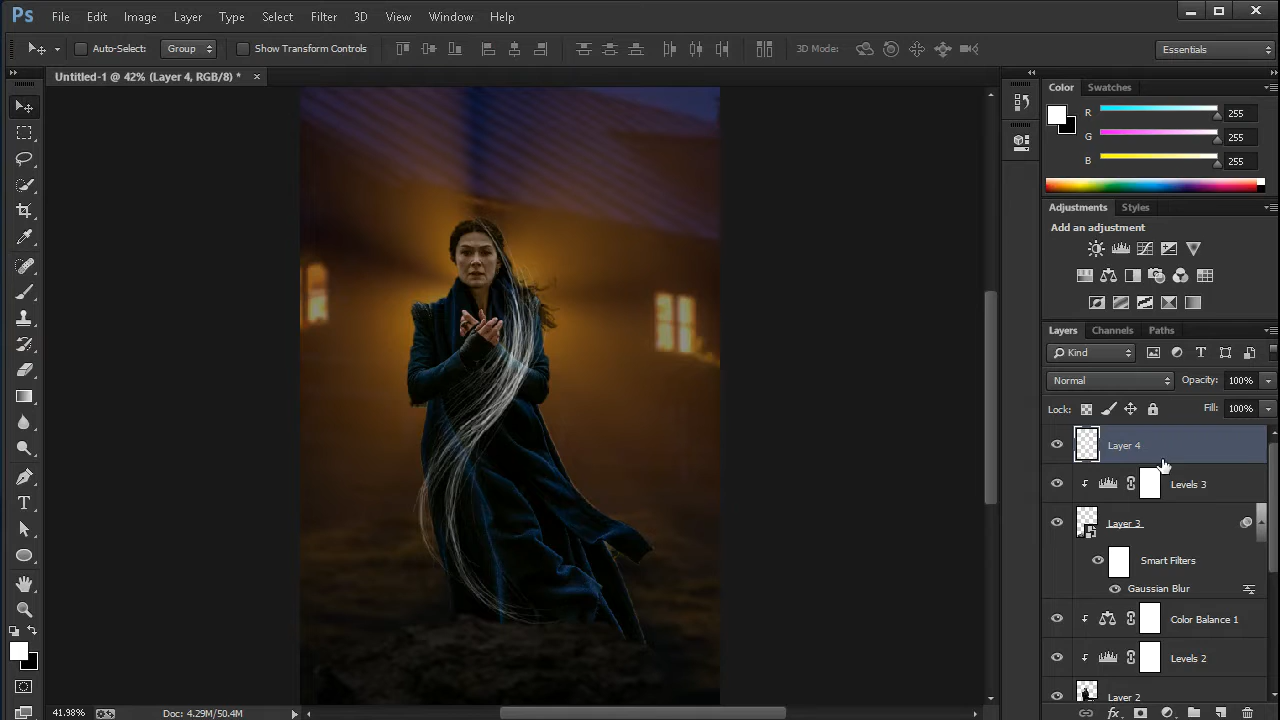 Ps File Edit Image Layer Type Select Filter 3D View Window Help
Auto-Select: Group Show Transform Controls 3D Mode: Essentials
Untitled-1 @ 42% (Layer 4, RGB/8) *
Color Swatches
R 255
G 255
B 255
Adjustments Styles
Add an adjustment
Layers Channels Paths
Kind
Normal Opacity: 100%
Lock: Fill: 100%
Layer 4
Levels 3
Layer 3
Smart Filters
Gaussian Blur
Color Balance 1
Levels 2
Layer 2
41.98% Doc: 4.29M/50.4M